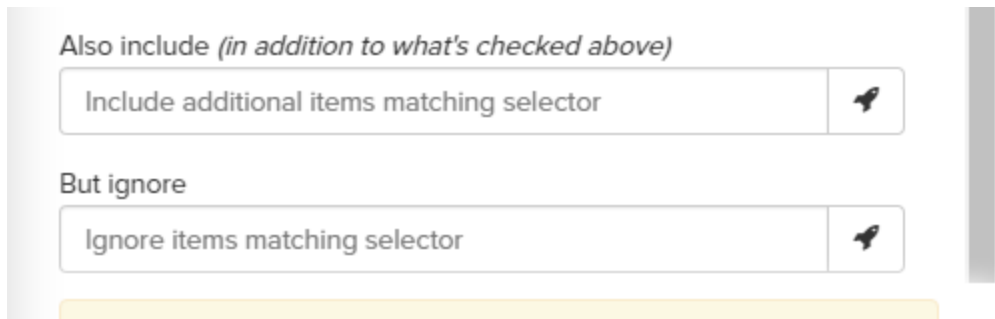 Also include (in addition to what's checked above)
Include additional items matching selector
But ignore
Ignore items matching selector